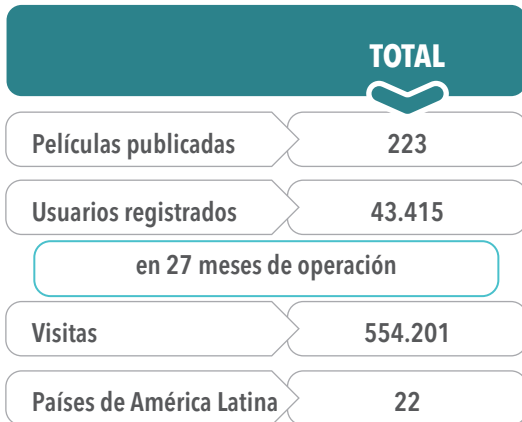 TOTAL
Películas publicadas 223
Usuarios registrados 43.415
en 27 meses de operación
Visitas 554.201
Países de América Latina 22